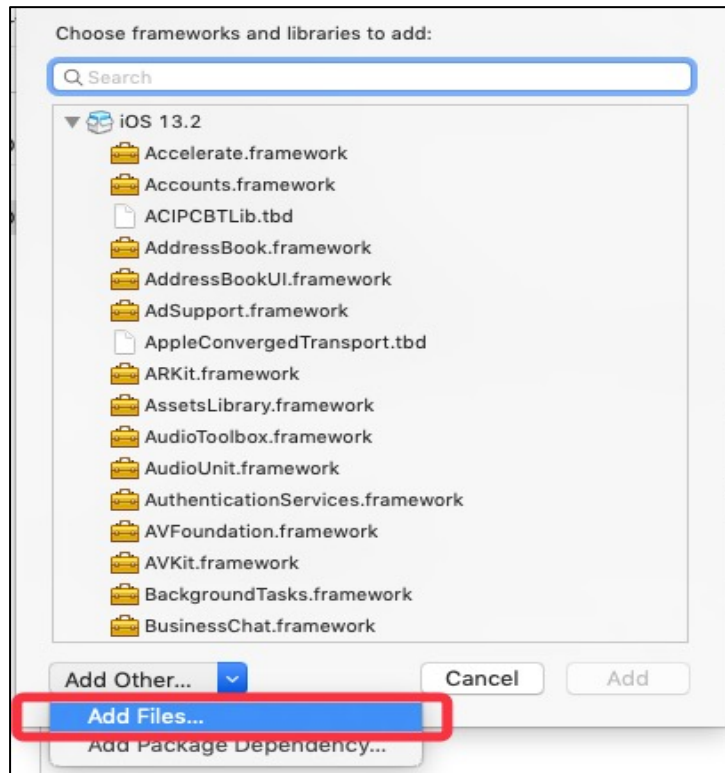 Choose frameworks and libraries to add:
Search
iOS 13.2
Accelerate.framework
Accounts.framework
ACIPCBTLib.tbd
AddressBook.framework
AddressBookUI.framework
AdSupport.framework
AppleConvergedTransport.tbd
ARKit.framework
AssetsLibrary.framework
AudioToolbox.framework
AudioUnit.framework
AuthenticationServices.framework
AVFoundation.framework
AVKit.framework
BackgroundTasks.framework
BusinessChat.framework
Add Other... Cancel Add
Add Files...
Add Package Dependency...